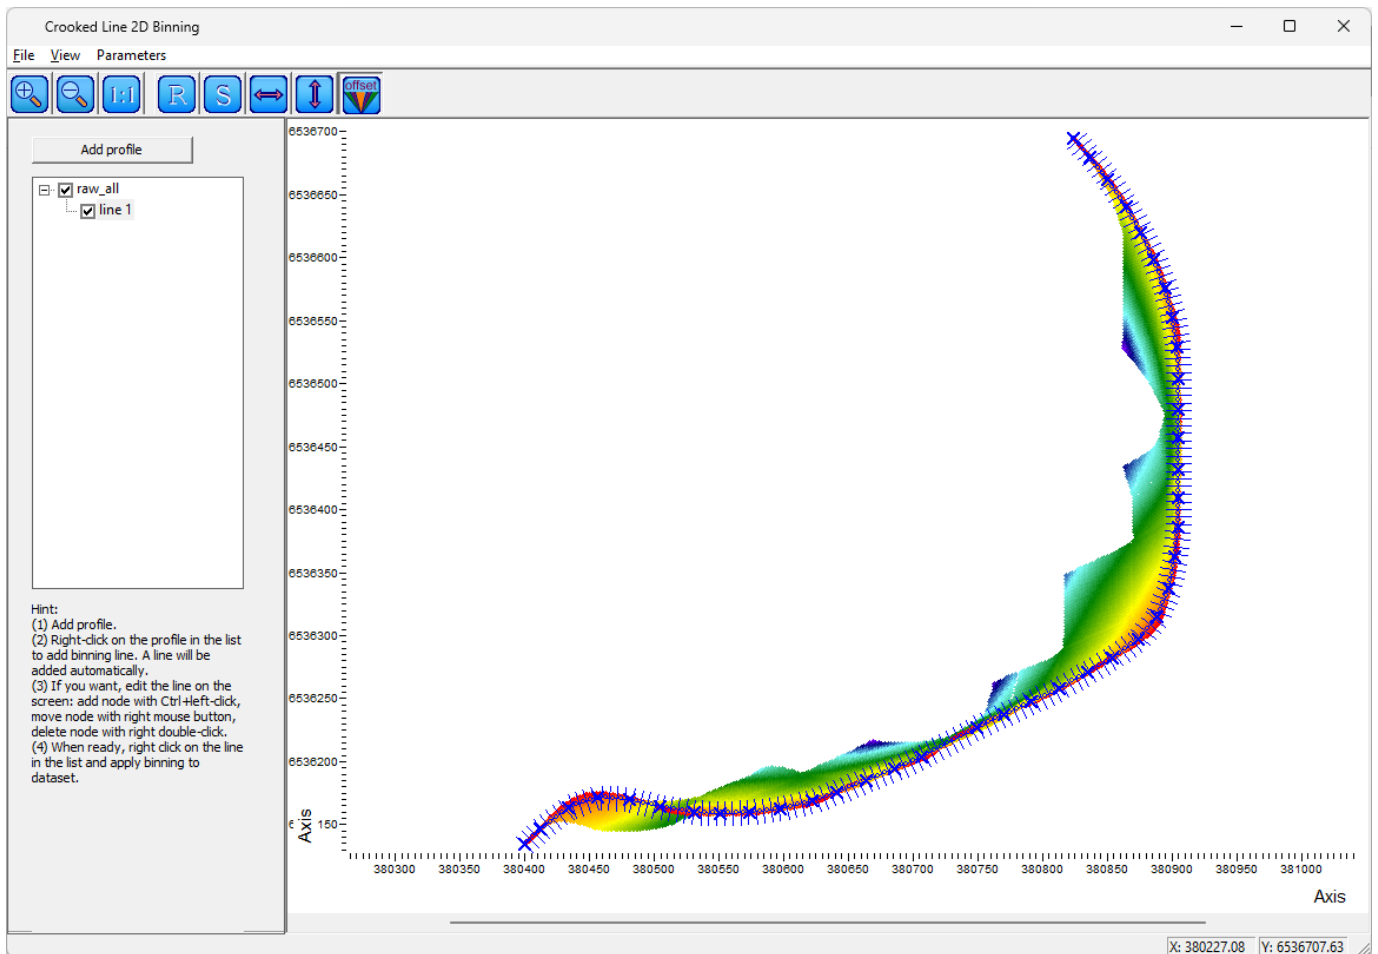 Crooked Line 2D Binning
File View Parameters
1:1 R S offset
Add profile
raw_all
line 1
Hint:
(1) Add profile.
(2) Right-click on the profile in the list
to add binning line. A line will be
added automatically.
(3) If you want, edit the line on the
screen: add node with Ctrl+left-click,
move node with right mouse button,
delete node with right double-click.
(4) When ready, right click on the line
in the list and apply binning to
dataset.
6536700
6536650
6536600
6536550
6536500
6536450
6536400
6536350
6536300
6536250
6536200
150
Axis
380300 380350 380400 380450 380500 380550 380600 380650 380700 380750 380800 380850 380900 380950 381000
Axis
X: 380227.08 Y: 6536707.63